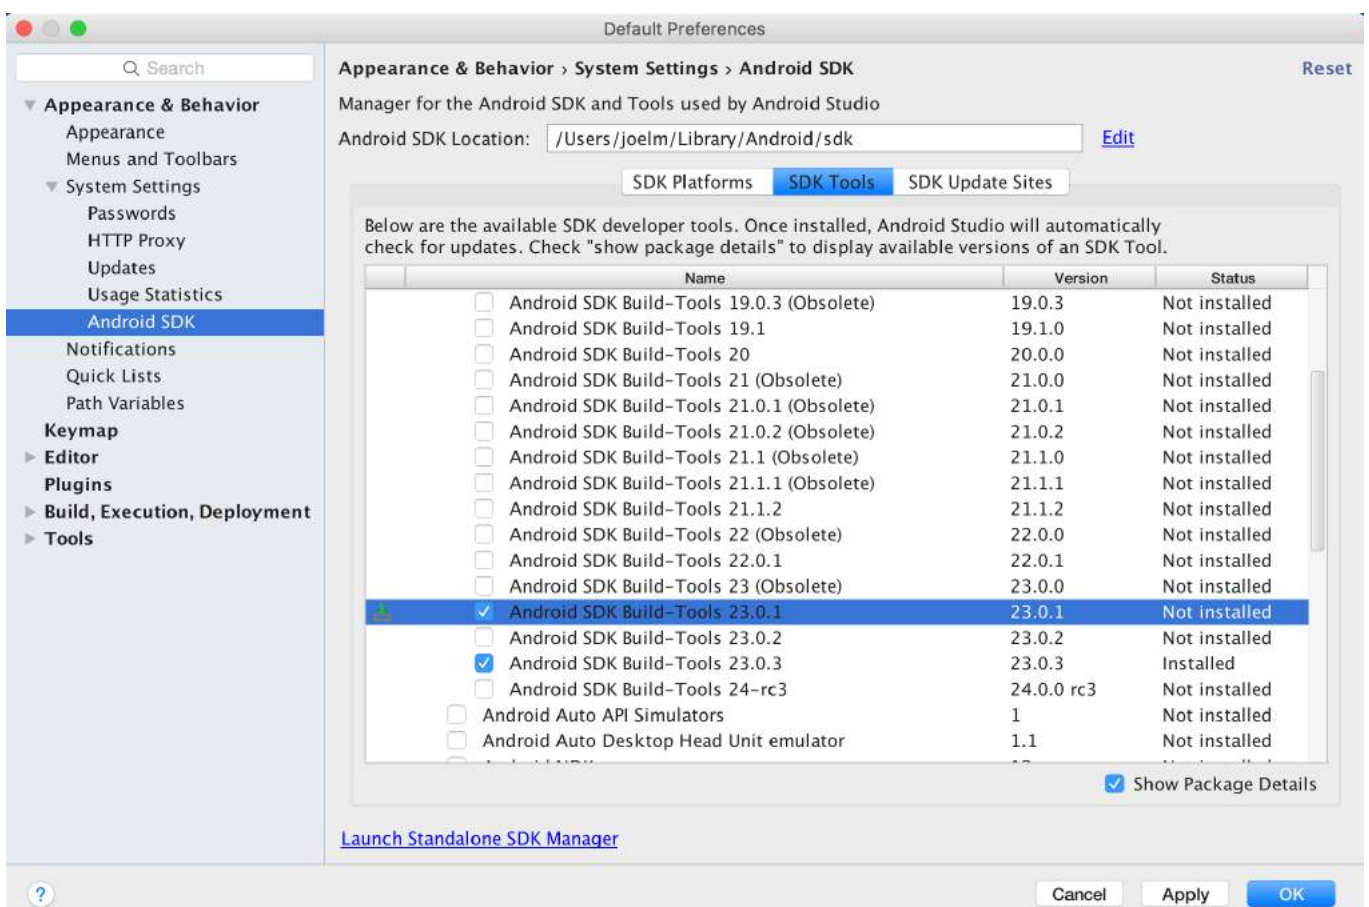 Default Preferences
Search
Appearance & Behavior
Appearance
Menus and Toolbars
System Settings
Passwords
HTTP Proxy
Updates
Usage Statistics
Android SDK
Notifications
Quick Lists
Path Variables
Keymap
Editor
Plugins
Build, Execution, Deployment
Tools
Appearance & Behavior › System Settings › Android SDK Reset
Manager for the Android SDK and Tools used by Android Studio
Android SDK Location: /Users/joelm/Library/Android/sdk Edit
SDK Platforms SDK Tools SDK Update Sites
Below are the available SDK developer tools. Once installed, Android Studio will automatically
check for updates. Check "show package details" to display available versions of an SDK Tool.
Name Version Status
Android SDK Build-Tools 19.0.3 (Obsolete) 19.0.3 Not installed
Android SDK Build-Tools 19.1 19.1.0 Not installed
Android SDK Build-Tools 20 20.0.0 Not installed
Android SDK Build-Tools 21 (Obsolete) 21.0.0 Not installed
Android SDK Build-Tools 21.0.1 (Obsolete) 21.0.1 Not installed
Android SDK Build-Tools 21.0.2 (Obsolete) 21.0.2 Not installed
Android SDK Build-Tools 21.1 (Obsolete) 21.1.0 Not installed
Android SDK Build-Tools 21.1.1 (Obsolete) 21.1.1 Not installed
Android SDK Build-Tools 21.1.2 21.1.2 Not installed
Android SDK Build-Tools 22 (Obsolete) 22.0.0 Not installed
Android SDK Build-Tools 22.0.1 22.0.1 Not installed
Android SDK Build-Tools 23 (Obsolete) 23.0.0 Not installed
Android SDK Build-Tools 23.0.1 23.0.1 Not installed
Android SDK Build-Tools 23.0.2 23.0.2 Not installed
Android SDK Build-Tools 23.0.3 23.0.3 Installed
Android SDK Build-Tools 24-rc3 24.0.0 rc3 Not installed
Android Auto API Simulators 1 Not installed
Android Auto Desktop Head Unit emulator 1.1 Not installed
Show Package Details
Launch Standalone SDK Manager
? Cancel Apply OK